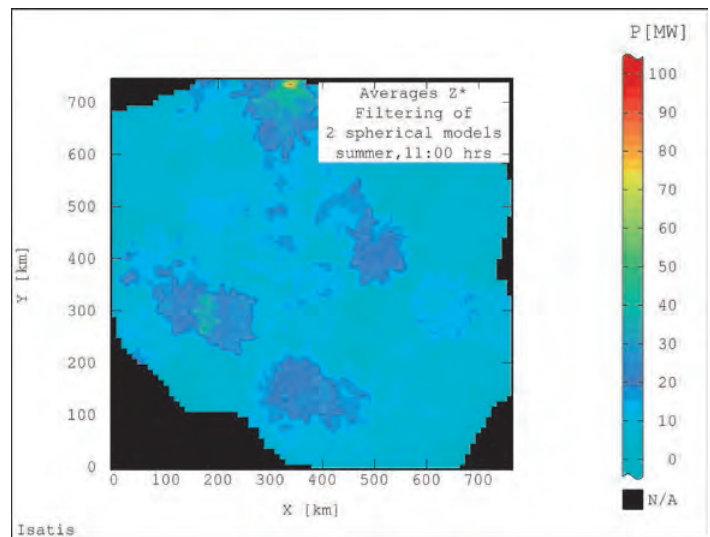 P[MW]
Averages Z*
Filtering of
2 spherical models
summer,11:00 hrs
100
90
80
70
60
50
40
30
20
10
0
N/A
700
600
500
400
300
200
100
0
Y [km]
0 100 200 300 400 500 600 700
X [km]
Isatis